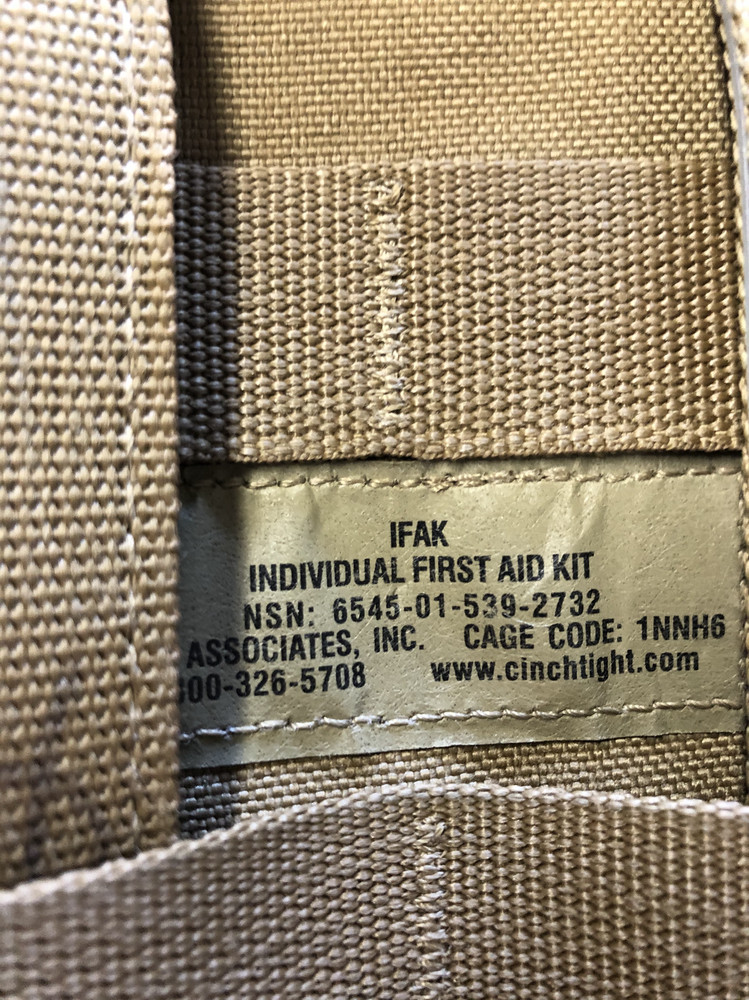 IFAK
INDIVIDUAL FIRST AID KIT
NSN: 6545-01-539-2732
ASSOCIATES, INC. CAGE CODE: 1NNH6
00-326-5708 www.cinchtight.com